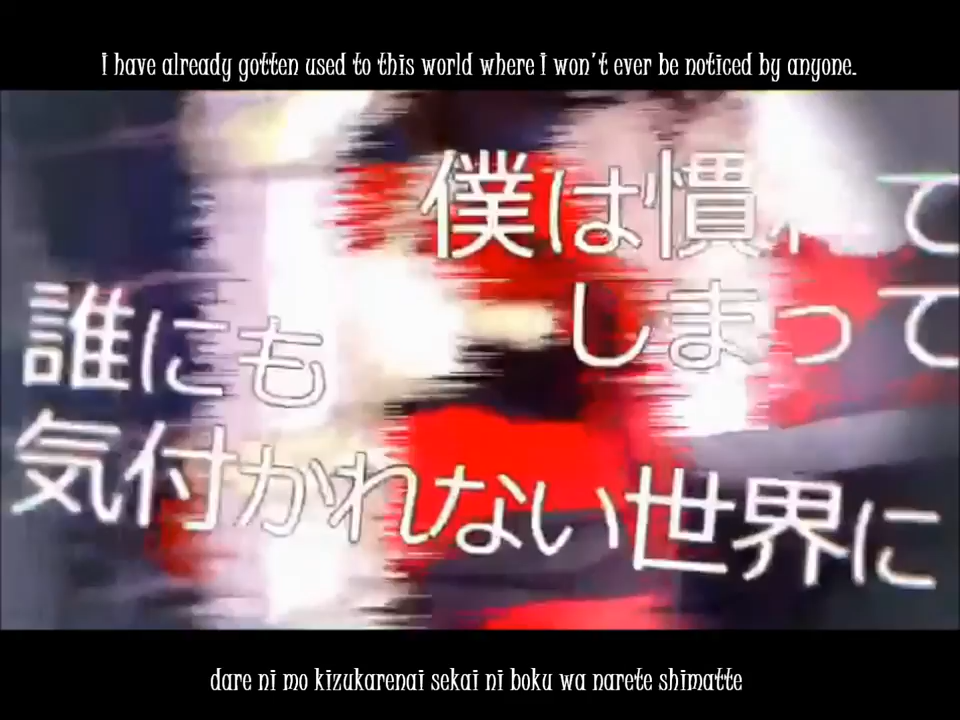 I have already gotten used to this world where I won't ever be noticed by anyone.
誰にも
気付かれない世界に
僕は慣れて
しまって
dare ni mo kizukarenai sekai ni boku wa narete shimatte